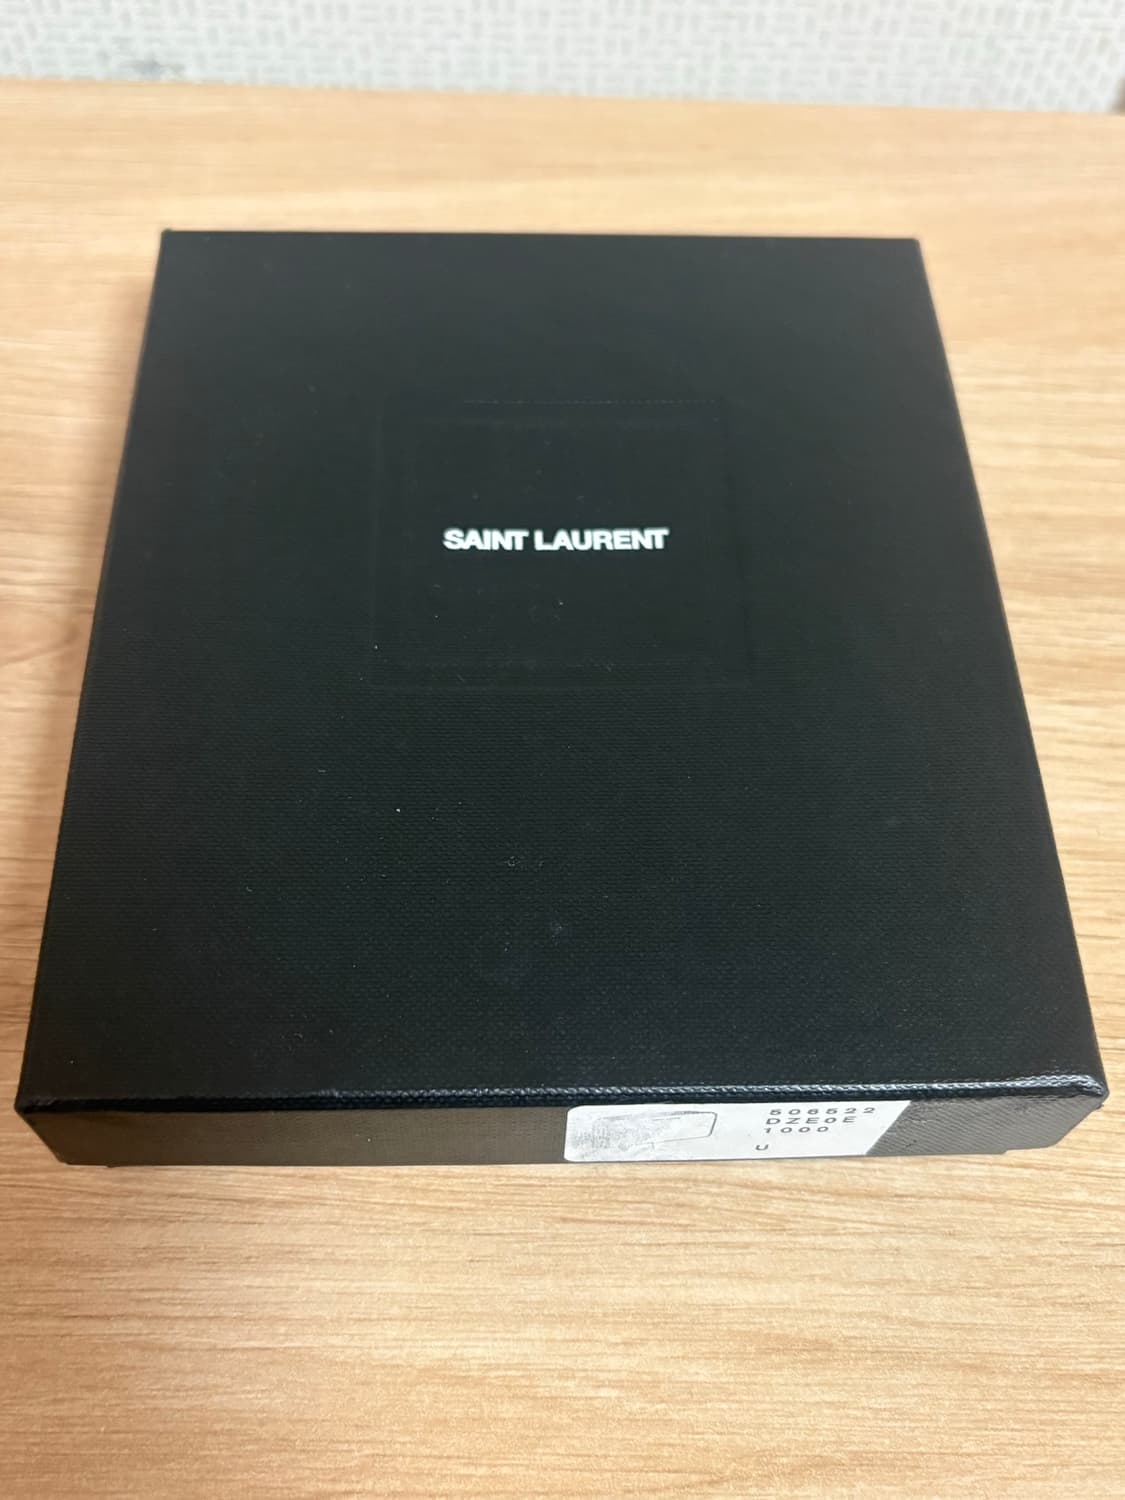 SAINT LAURENT
506522
DZE0E
1000
U